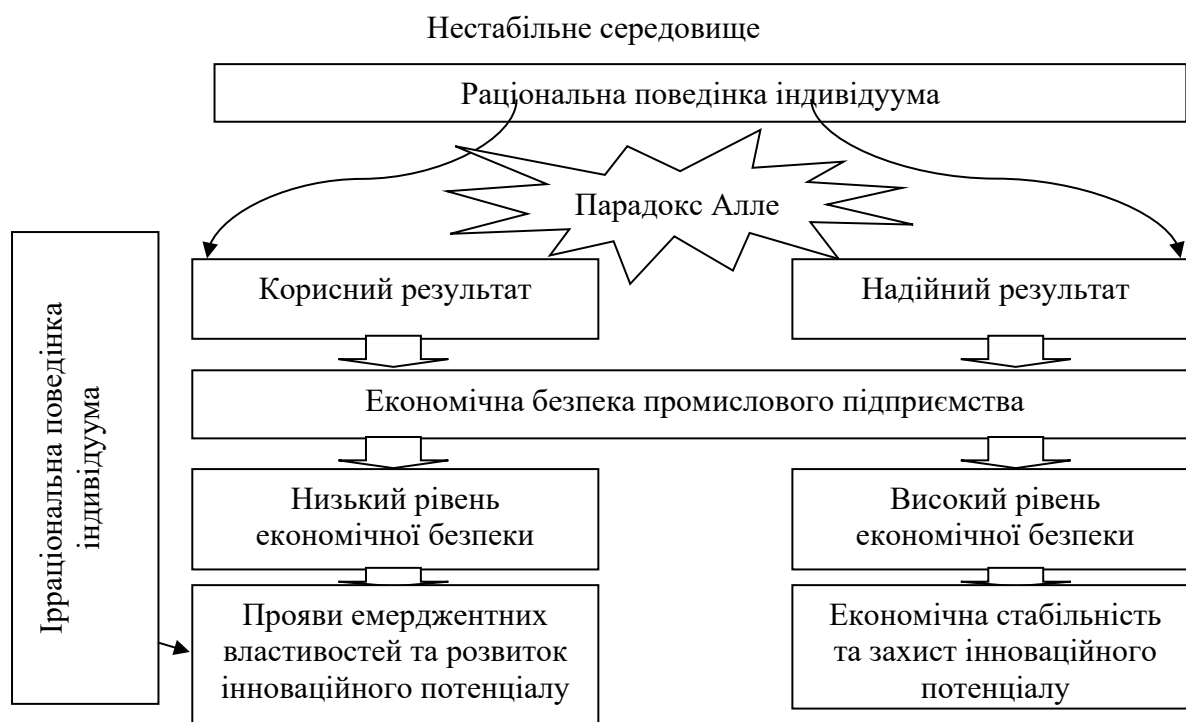 Нестабільне середовище
Раціональна поведінка індивідуума
Парадокс Алле
Корисний результат
Надійний результат
Ірраціональна поведінка
індивідуума
Економічна безпека промислового підприємства
Низький рівень
економічної безпеки
Високий рівень
економічної безпеки
Прояви емерджентних
властивостей та розвиток
інноваційного потенціалу
Економічна стабільність
та захист інноваційного
потенціалу